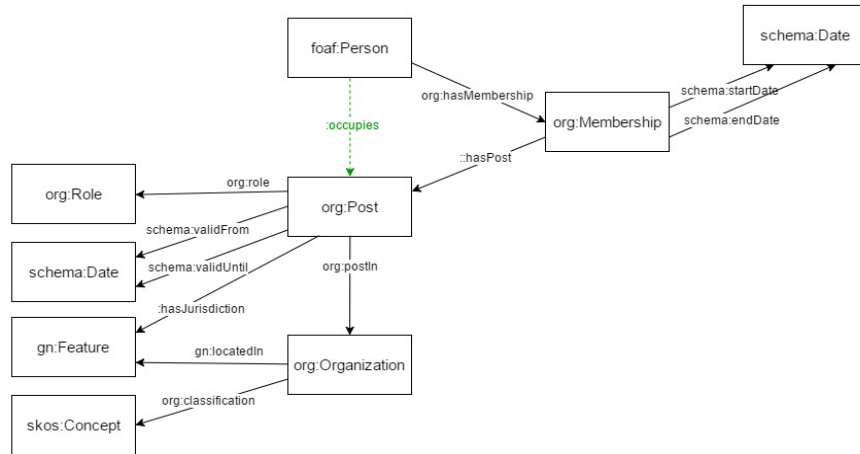 foaf:Person
schema:Date
org:hasMembership
schema:startDate
org:Membership
schema:endDate
:occupies
::hasPost
org:Role
org:role
org:Post
schema:validFrom
schema:Date
schema:validUntil
org:postIn
:hasJurisdiction
gn:Feature
gn:locatedIn
org:Organization
org:classification
skos:Concept